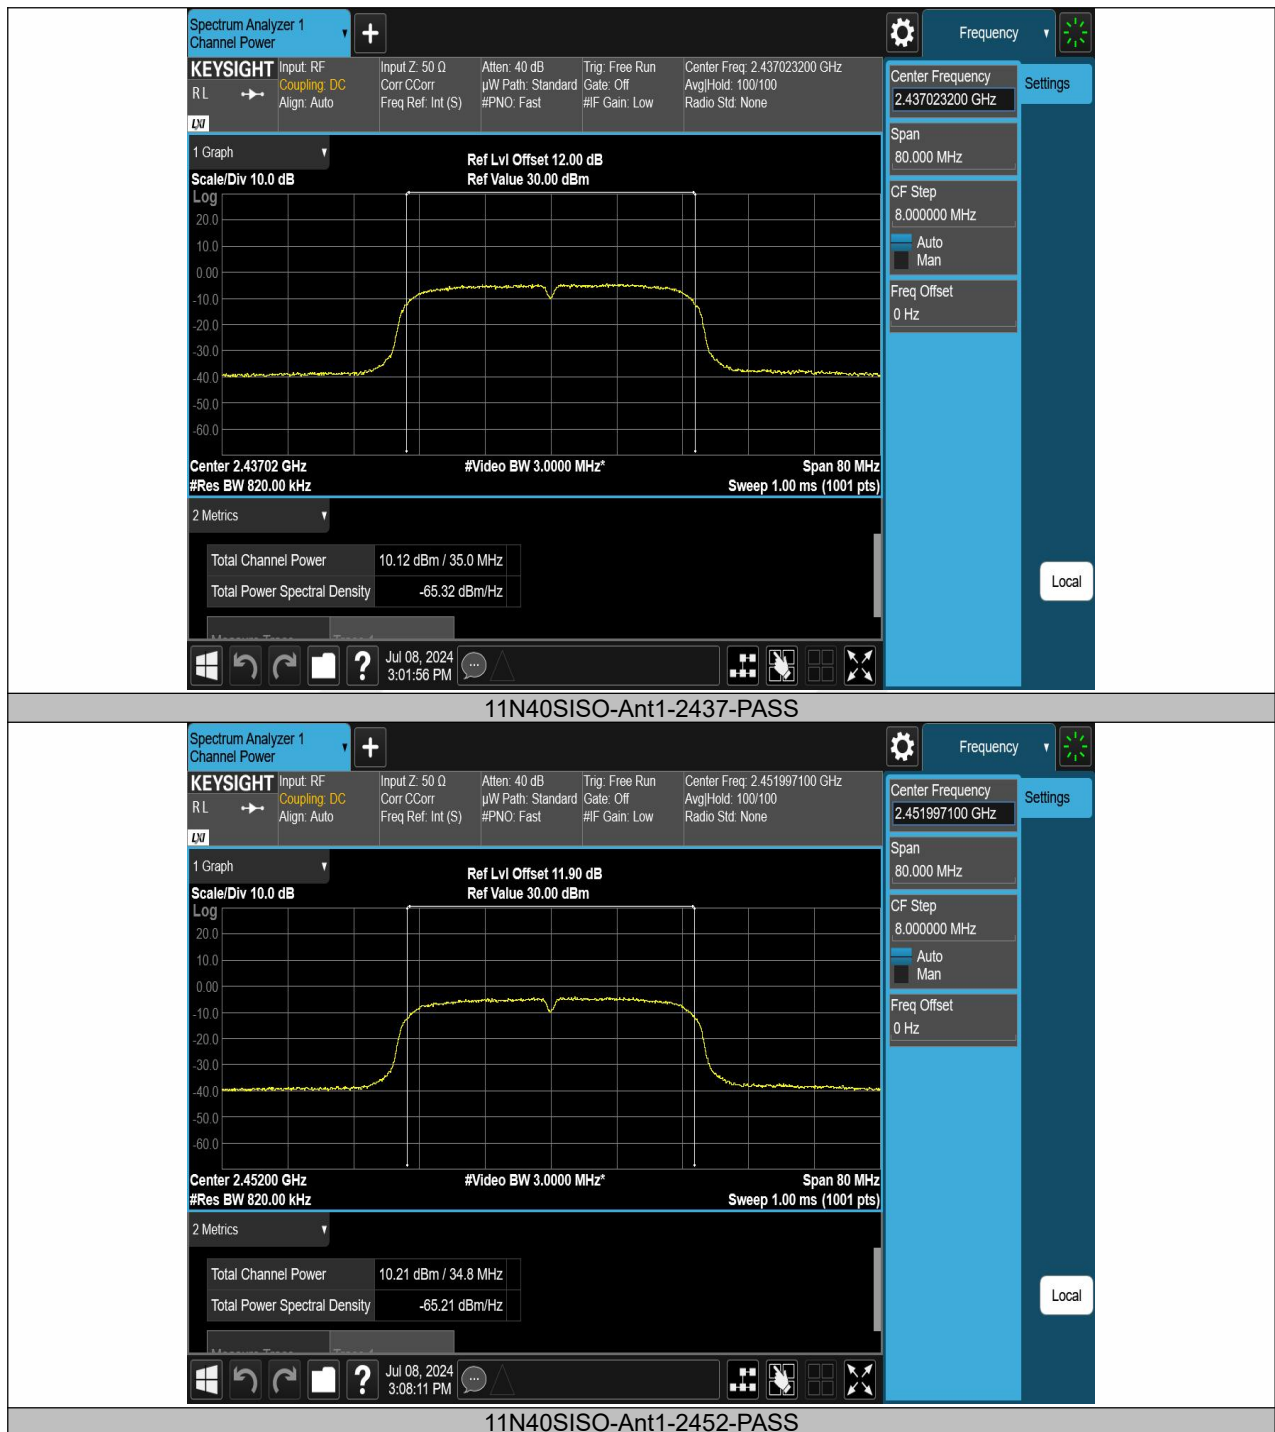 Spectrum Analyzer 1
Channel Power
+
Frequency
KEYSIGHT
R L
LXI
Input: RF
Coupling: DC
Align: Auto
Input Z: 50 Ω
Corr CCorr
Freq Ref: Int (S)
Atten: 40 dB
µW Path: Standard
#PNO: Fast
Trig: Free Run
Gate: Off
#IF Gain: Low
Center Freq: 2.437023200 GHz
Avg|Hold: 100/100
Radio Std: None
Center Frequency
2.437023200 GHz
Settings
Span
80.000 MHz
CF Step
8.000000 MHz
Auto
Man
Freq Offset
0 Hz
Local
1 Graph
Scale/Div 10.0 dB
Ref Lvl Offset 12.00 dB
Ref Value 30.00 dBm
Log
20.0
10.0
0.00
-10.0
-20.0
-30.0
-40.0
-50.0
-60.0
Center 2.43702 GHz
#Video BW 3.0000 MHz*
Span 80 MHz
#Res BW 820.00 kHz
Sweep 1.00 ms (1001 pts)
2 Metrics
Total Channel Power 10.12 dBm / 35.0 MHz
Total Power Spectral Density -65.32 dBm/Hz
?
Jul 08, 2024
3:01:56 PM
11N40SISO-Ant1-2437-PASS
Spectrum Analyzer 1
Channel Power
+
Frequency
KEYSIGHT
R L
LXI
Input: RF
Coupling: DC
Align: Auto
Input Z: 50 Ω
Corr CCorr
Freq Ref: Int (S)
Atten: 40 dB
µW Path: Standard
#PNO: Fast
Trig: Free Run
Gate: Off
#IF Gain: Low
Center Freq: 2.451997100 GHz
Avg|Hold: 100/100
Radio Std: None
Center Frequency
2.451997100 GHz
Settings
Span
80.000 MHz
CF Step
8.000000 MHz
Auto
Man
Freq Offset
0 Hz
Local
1 Graph
Scale/Div 10.0 dB
Ref Lvl Offset 11.90 dB
Ref Value 30.00 dBm
Log
20.0
10.0
0.00
-10.0
-20.0
-30.0
-40.0
-50.0
-60.0
Center 2.45200 GHz
#Video BW 3.0000 MHz*
Span 80 MHz
#Res BW 820.00 kHz
Sweep 1.00 ms (1001 pts)
2 Metrics
Total Channel Power 10.21 dBm / 34.8 MHz
Total Power Spectral Density -65.21 dBm/Hz
?
Jul 08, 2024
3:08:11 PM
11N40SISO-Ant1-2452-PASS